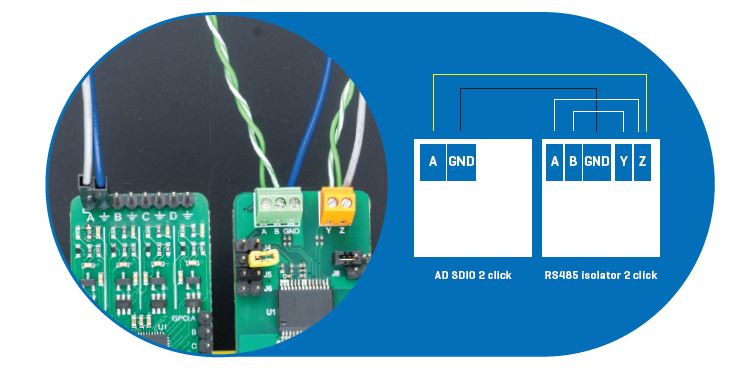 A GND
A B GND Y Z
AD SDIO 2 click
RS485 isolator 2 click
A ⏚ B ⏚ C ⏚ D ⏚
A B GND
Y Z
J4
J5
J6
J8
U1
GPO:A
U1
B
C